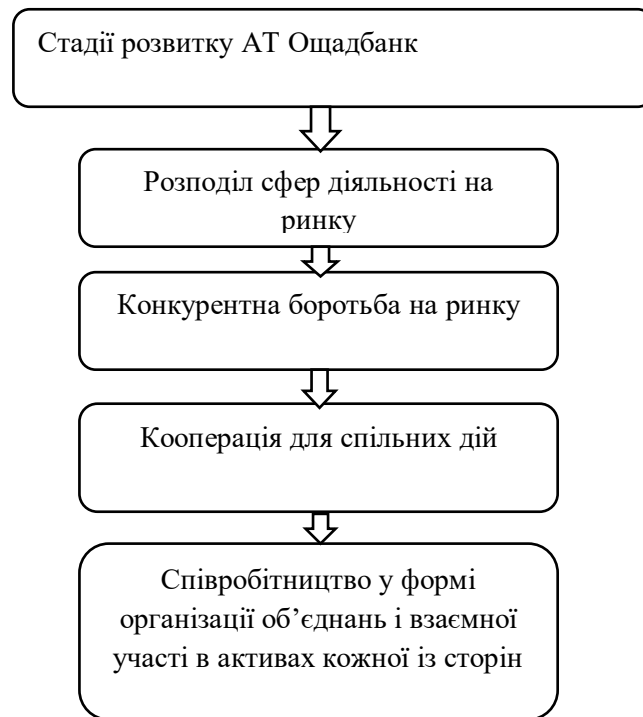 Стадії розвитку АТ Ощадбанк
Розподіл сфер діяльності на
ринку
Конкурентна боротьба на ринку
Кооперація для спільних дій
Співробітництво у формі
організації об’єднань і взаємної
участі в активах кожної із сторін